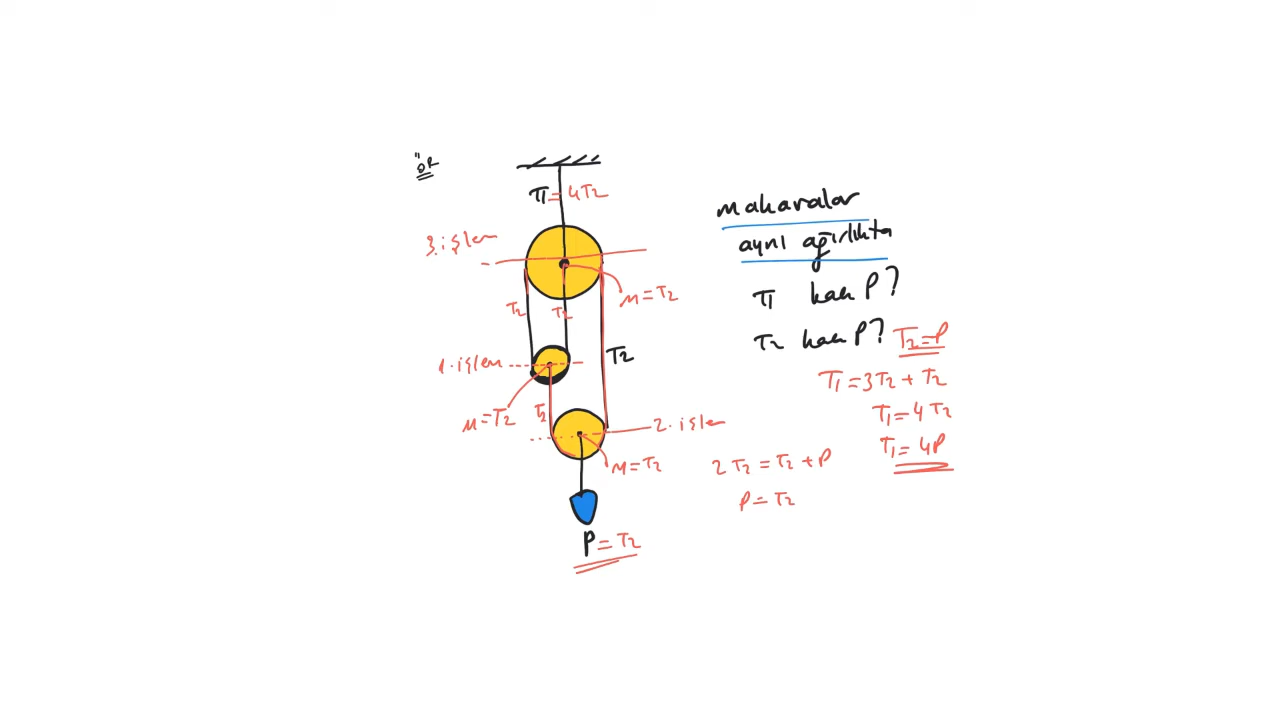 ÖR
T1 = 4T2
makaralar
aynı ağırlıkta
3. işlem
T1 kaç P?
T2
T2
M = T2
T2 kaç P? T2 = P
T2
1. işlem
T1 = 3T2 + T2
M = T2
T2
T1 = 4T2
2. işlem
T1 = 4P
M = T2
2T2 = T2 + P
P = T2
P = T2